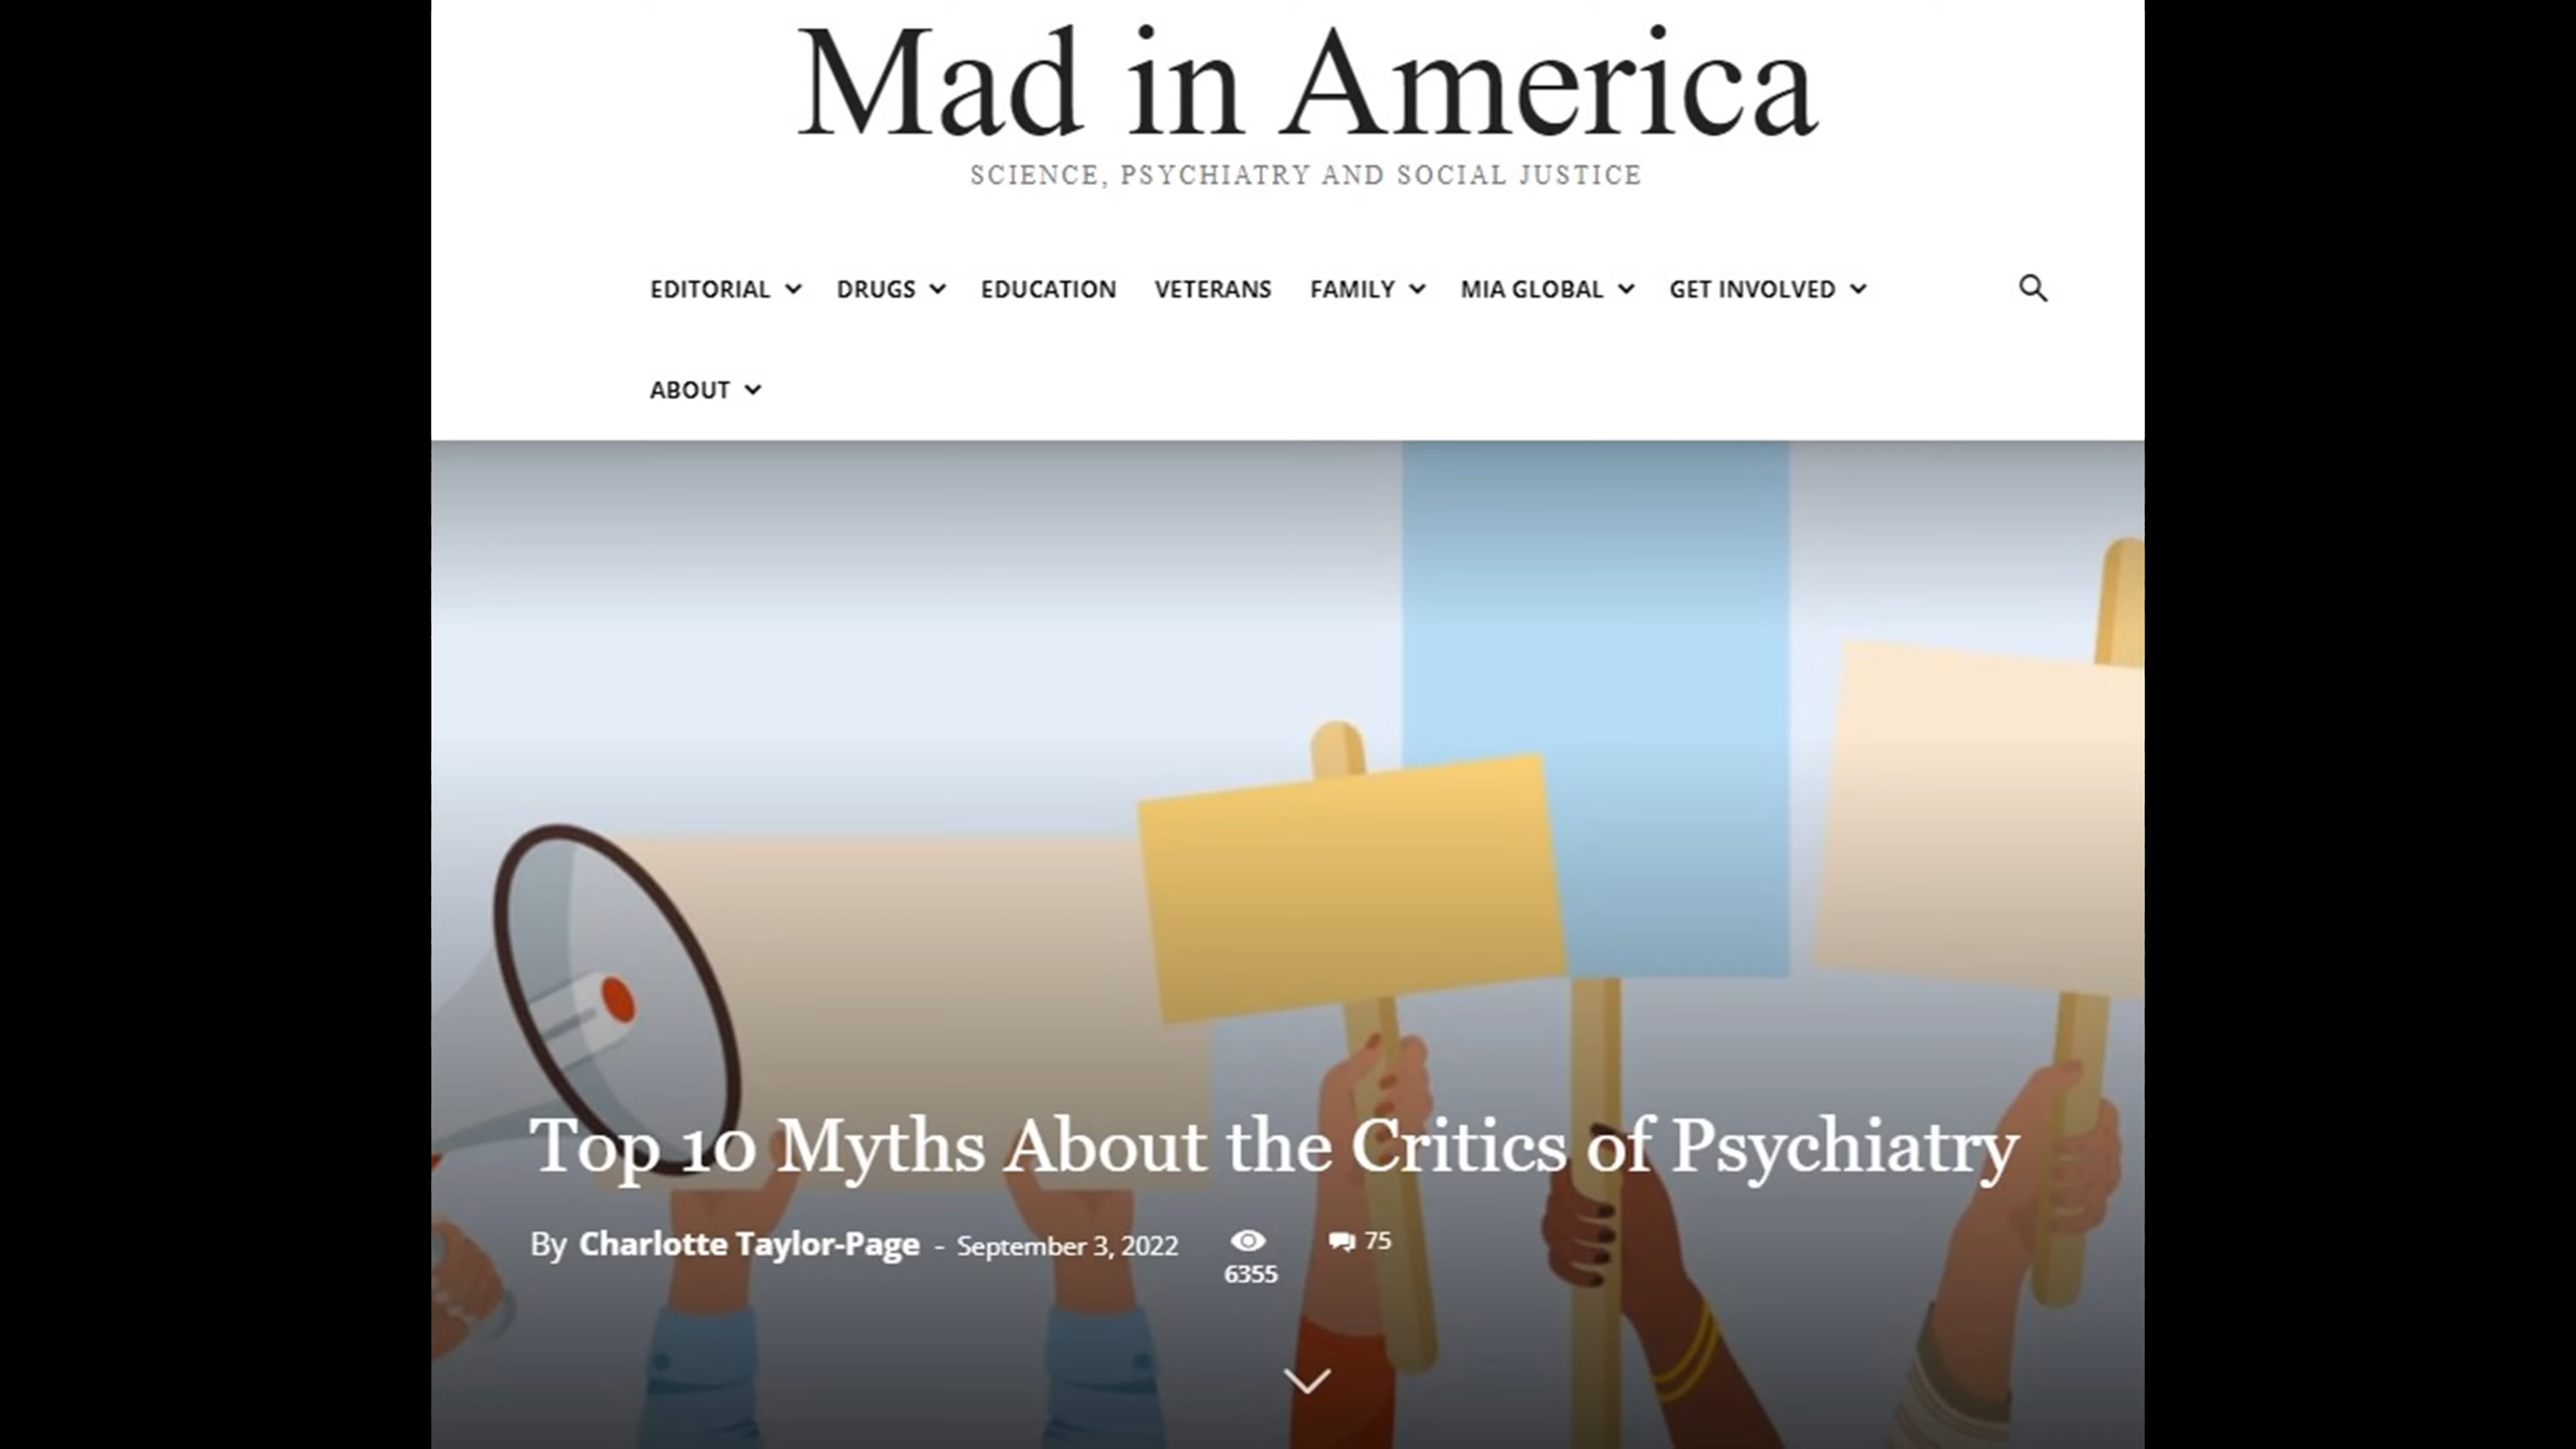 Mad in America
SCIENCE, PSYCHIATRY AND SOCIAL JUSTICE
EDITORIAL DRUGS EDUCATION VETERANS FAMILY MIA GLOBAL GET INVOLVED
ABOUT
Top 10 Myths About the Critics of Psychiatry
By Charlotte Taylor-Page - September 3, 2022 75
6355